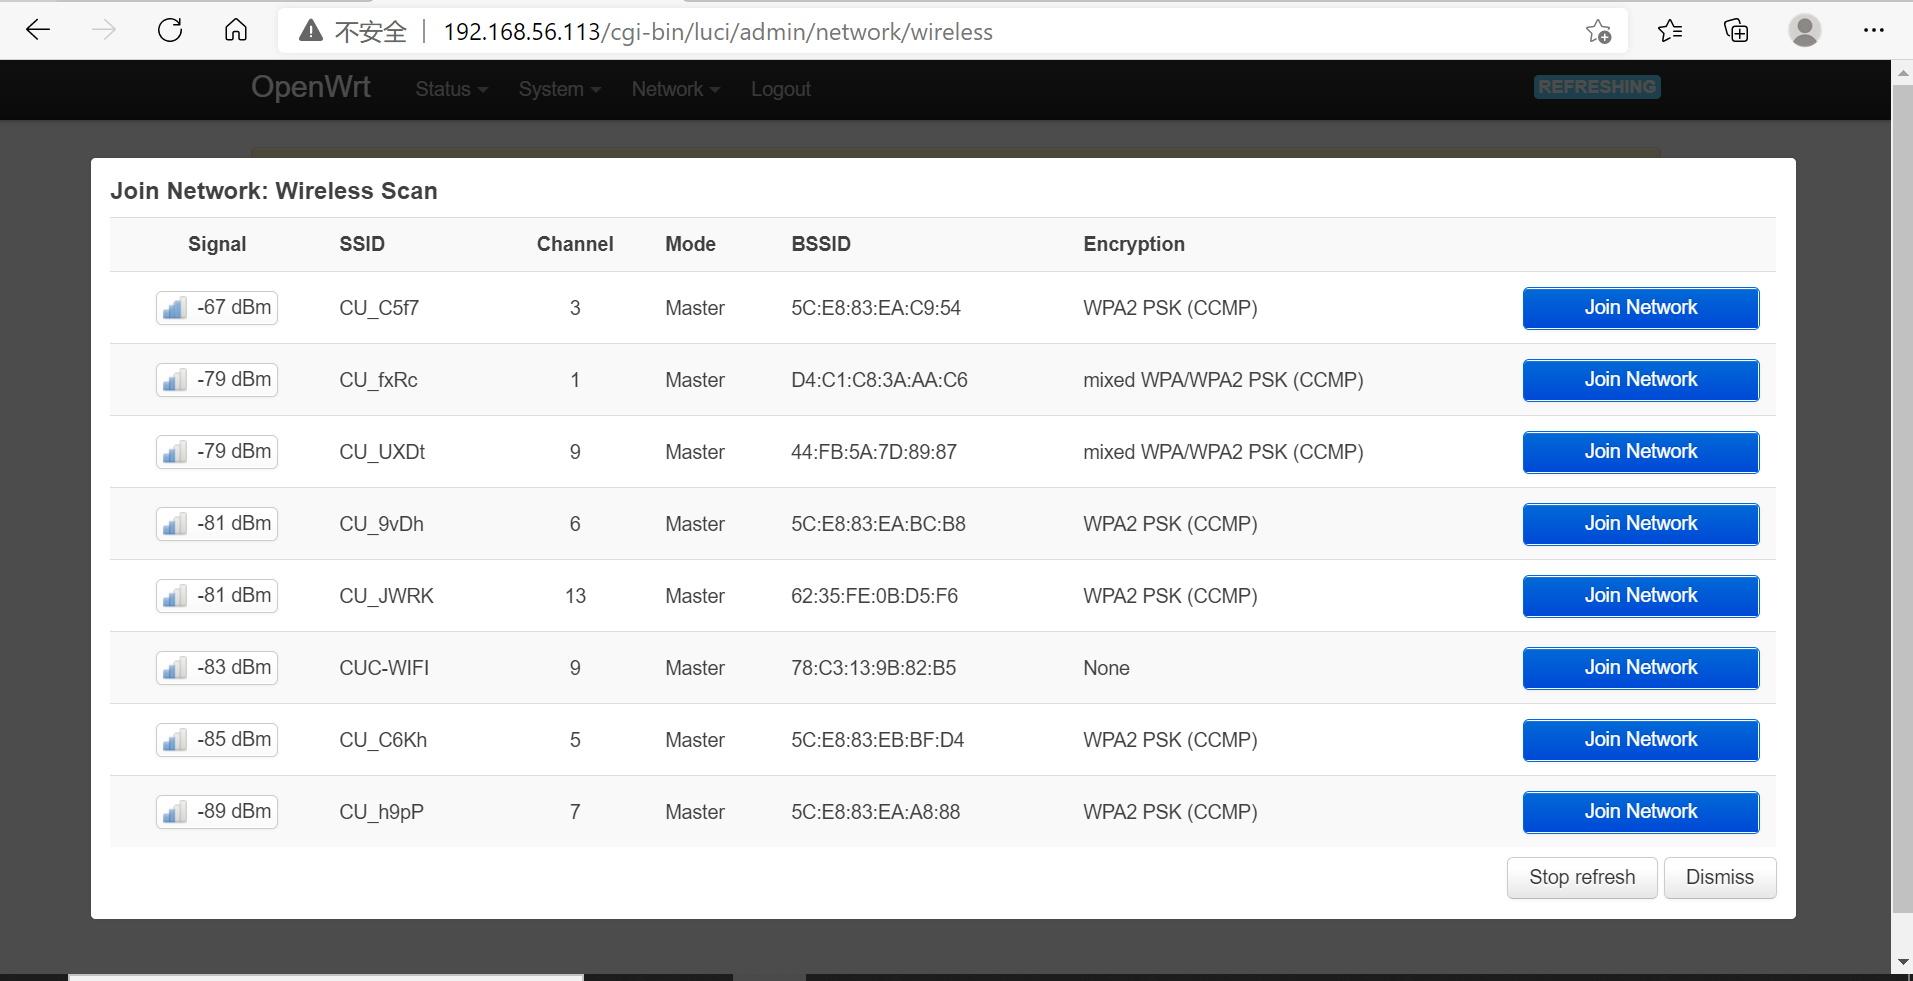 不安全 192.168.56.113/cgi-bin/luci/admin/network/wireless
OpenWrt Status System Network Logout REFRESHING
Join Network: Wireless Scan
Signal SSID Channel Mode BSSID Encryption
-67 dBm CU_C5f7 3 Master 5C:E8:83:EA:C9:54 WPA2 PSK (CCMP) Join Network
-79 dBm CU_fxRc 1 Master D4:C1:C8:3A:AA:C6 mixed WPA/WPA2 PSK (CCMP) Join Network
-79 dBm CU_UXDt 9 Master 44:FB:5A:7D:89:87 mixed WPA/WPA2 PSK (CCMP) Join Network
-81 dBm CU_9vDh 6 Master 5C:E8:83:EA:BC:B8 WPA2 PSK (CCMP) Join Network
-81 dBm CU_JWRK 13 Master 62:35:FE:0B:D5:F6 WPA2 PSK (CCMP) Join Network
-83 dBm CUC-WIFI 9 Master 78:C3:13:9B:82:B5 None Join Network
-85 dBm CU_C6Kh 5 Master 5C:E8:83:EB:BF:D4 WPA2 PSK (CCMP) Join Network
-89 dBm CU_h9pP 7 Master 5C:E8:83:EA:A8:88 WPA2 PSK (CCMP) Join Network
Stop refresh Dismiss